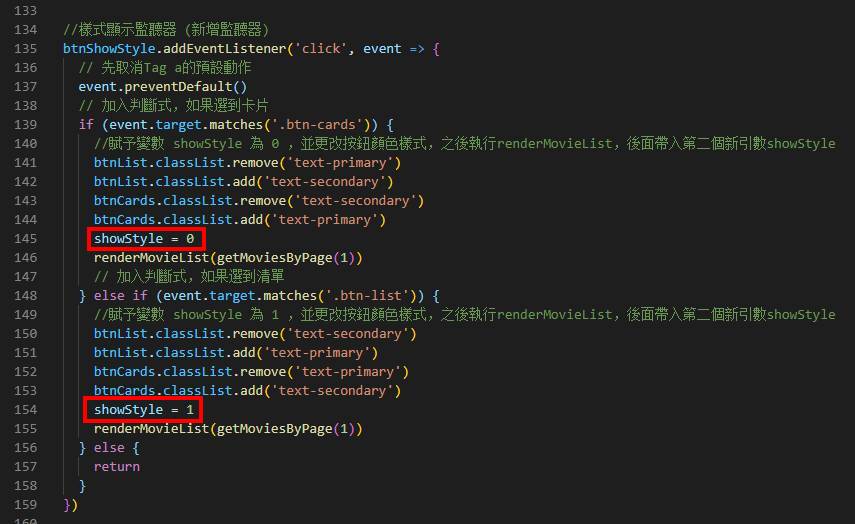 133
134 //樣式顯示監聽器 (新增監聽器)
135 btnShowStyle.addEventListener('click', event => {
136 // 先取消Tag a的預設動作
137 event.preventDefault()
138 // 加入判斷式，如果選到卡片
139 if (event.target.matches('.btn-cards')) {
140 //賦予變數 showStyle 為 0 ，並更改按鈕顏色樣式，之後執行renderMovieList，後面帶入第二個新引數showStyle
141 btnList.classList.remove('text-primary')
142 btnList.classList.add('text-secondary')
143 btnCards.classList.remove('text-secondary')
144 btnCards.classList.add('text-primary')
145 showStyle = 0
146 renderMovieList(getMoviesByPage(1))
147 // 加入判斷式，如果選到清單
148 } else if (event.target.matches('.btn-list')) {
149 //賦予變數 showStyle 為 1 ，並更改按鈕顏色樣式，之後執行renderMovieList，後面帶入第二個新引數showStyle
150 btnList.classList.remove('text-secondary')
151 btnList.classList.add('text-primary')
152 btnCards.classList.remove('text-primary')
153 btnCards.classList.add('text-secondary')
154 showStyle = 1
155 renderMovieList(getMoviesByPage(1))
156 } else {
157 return
158 }
159 })
160